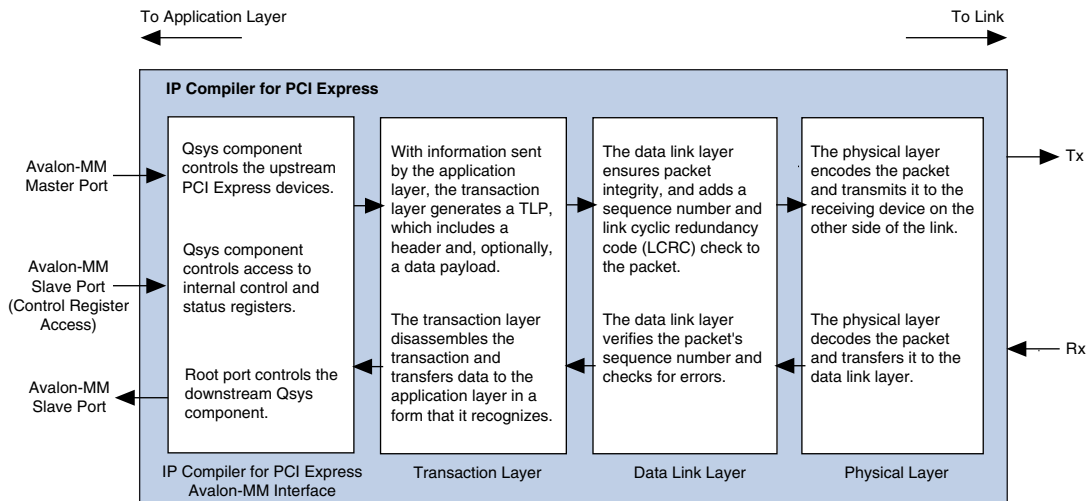 To Application Layer
To Link
IP Compiler for PCI Express
Avalon-MM
Master Port
Avalon-MM
Slave Port
(Control Register
Access)
Avalon-MM
Slave Port
Qsys component
controls the upstream
PCI Express devices.
Qsys component
controls access to
internal control and
status registers.
Root port controls the
downstream Qsys
component.
IP Compiler for PCI Express
Avalon-MM Interface
With information sent
by the application
layer, the transaction
layer generates a TLP,
which includes a
header and, optionally,
a data payload.
The transaction layer
disassembles the
transaction and
transfers data to the
application layer in a
form that it recognizes.
Transaction Layer
The data link layer
ensures packet
integrity, and adds a
sequence number and
link cyclic redundancy
code (LCRC) check to
the packet.
The data link layer
verifies the packet's
sequence number and
checks for errors.
Data Link Layer
The physical layer
encodes the packet
and transmits it to the
receiving device on the
other side of the link.
The physical layer
decodes the packet
and transfers it to the
data link layer.
Physical Layer
Tx
Rx